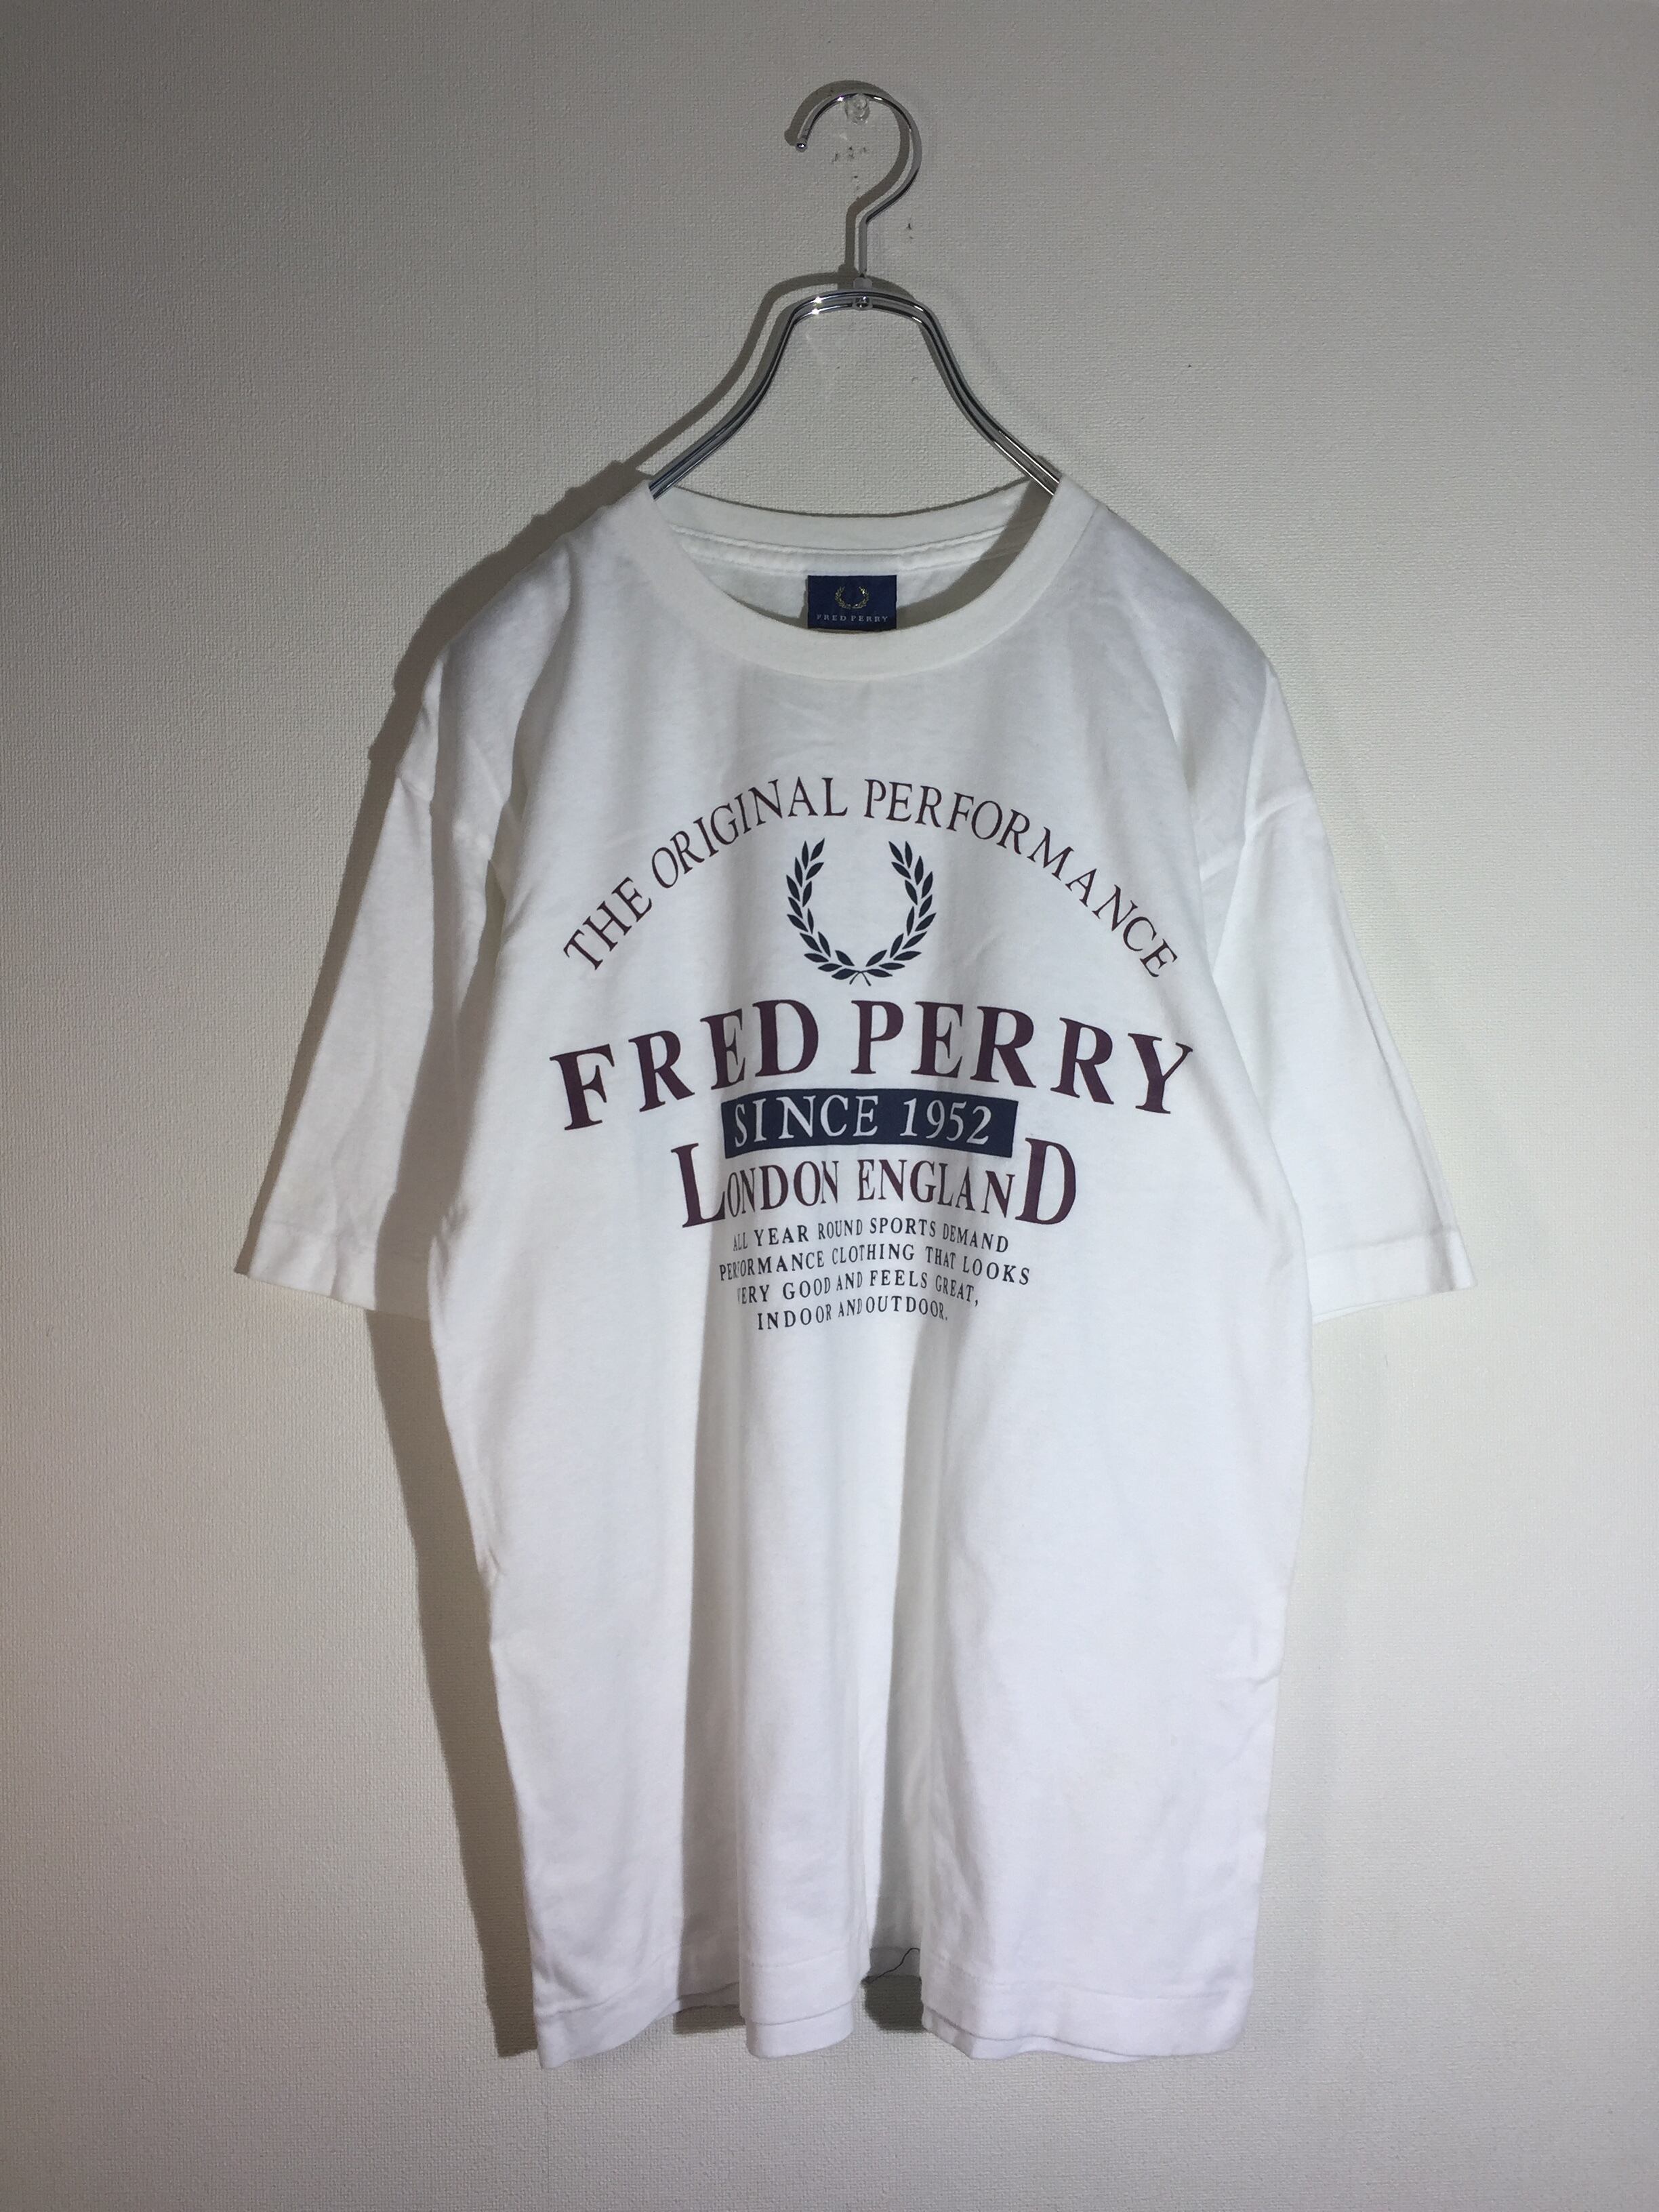 FRED PERRY
THE ORIGINAL PERFORMANCE
FRED PERRY
SINCE 1952
LONDON ENGLAND
ALL YEAR ROUND SPORTS DEMAND
PERFORMANCE CLOTHING THAT LOOKS
VERY GOOD AND FEELS GREAT,
INDOOR AND OUTDOOR.